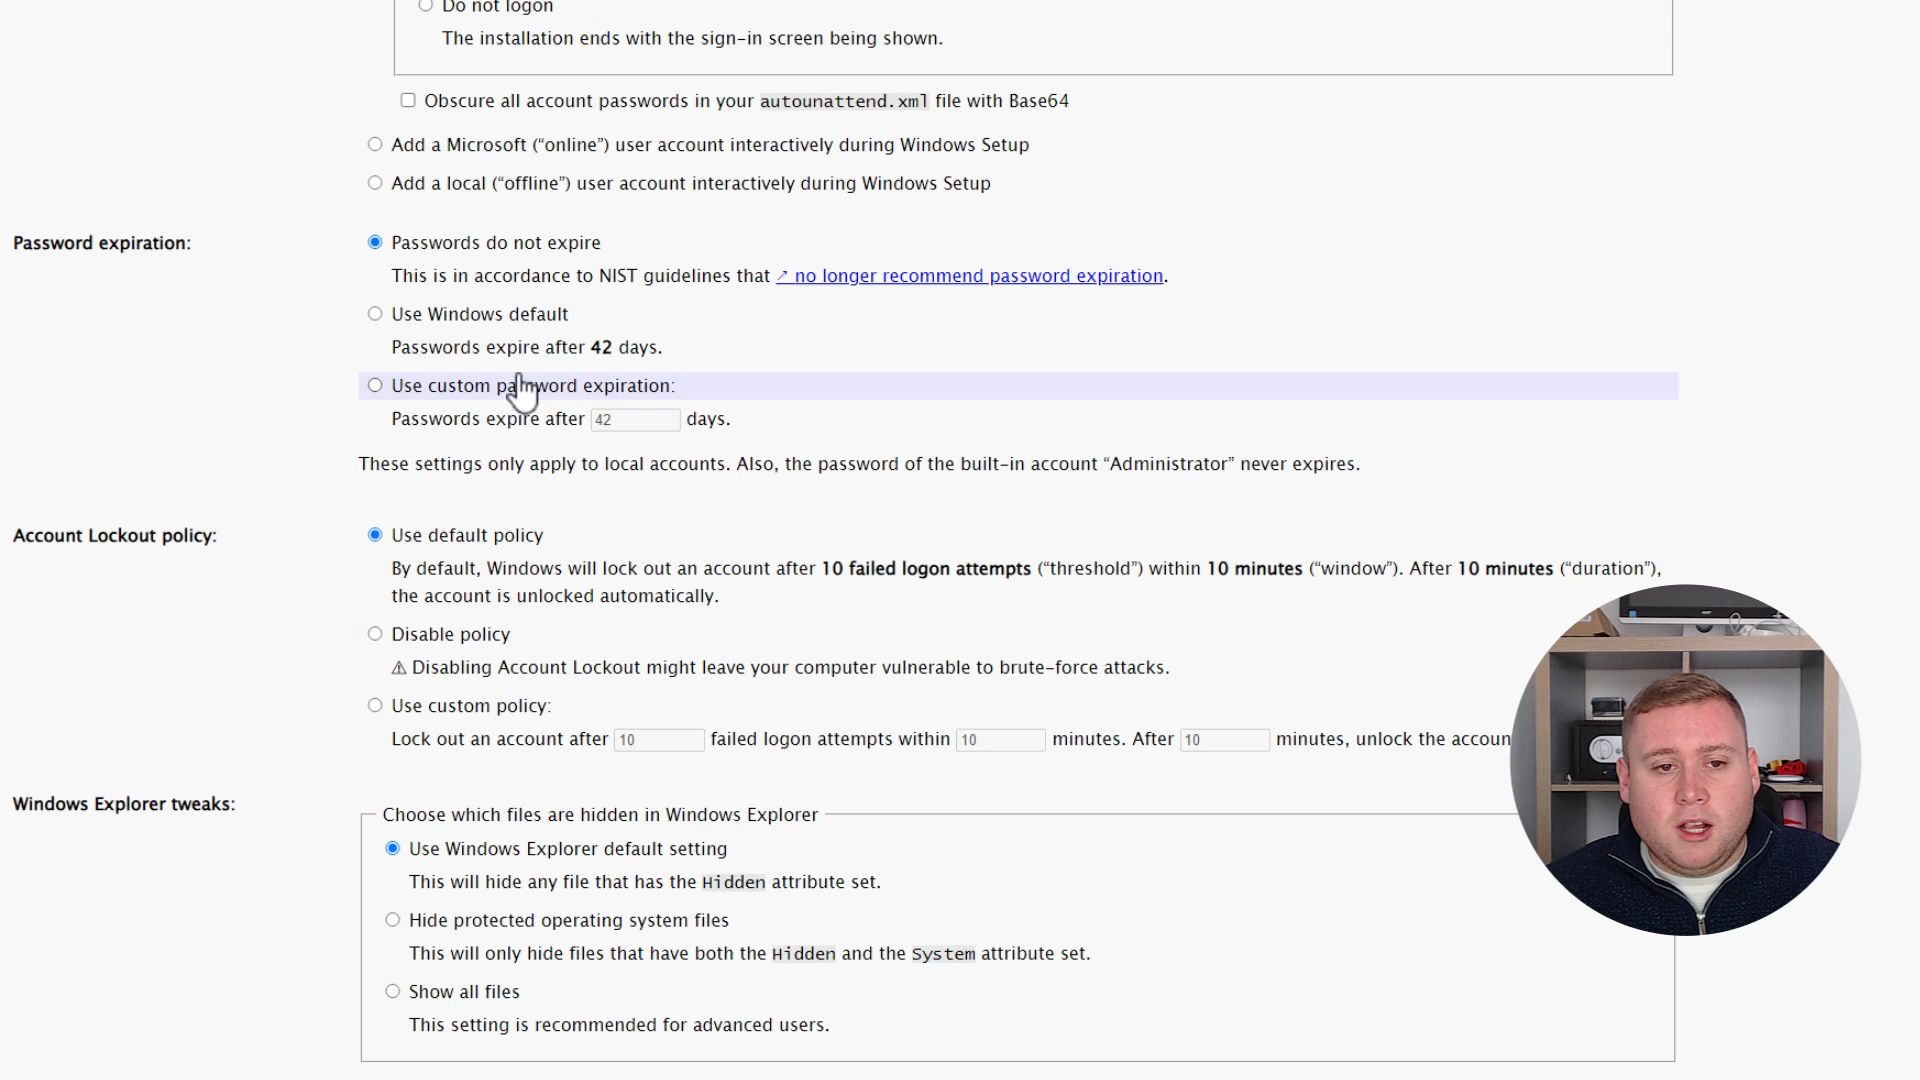 Do not logon
The installation ends with the sign-in screen being shown.
Obscure all account passwords in your autounattend.xml file with Base64
Add a Microsoft (“online”) user account interactively during Windows Setup
Add a local (“offline”) user account interactively during Windows Setup
Password expiration:
Passwords do not expire
This is in accordance to NIST guidelines that ↗ no longer recommend password expiration.
Use Windows default
Passwords expire after 42 days.
Use custom password expiration:
Passwords expire after 42 days.
These settings only apply to local accounts. Also, the password of the built-in account “Administrator” never expires.
Account Lockout policy:
Use default policy
By default, Windows will lock out an account after 10 failed logon attempts (“threshold”) within 10 minutes (“window”). After 10 minutes (“duration”),
the account is unlocked automatically.
Disable policy
⚠ Disabling Account Lockout might leave your computer vulnerable to brute-force attacks.
Use custom policy:
Lock out an account after 10 failed logon attempts within 10 minutes. After 10 minutes, unlock the accoun
Windows Explorer tweaks:
Choose which files are hidden in Windows Explorer
Use Windows Explorer default setting
This will hide any file that has the Hidden attribute set.
Hide protected operating system files
This will only hide files that have both the Hidden and the System attribute set.
Show all files
This setting is recommended for advanced users.